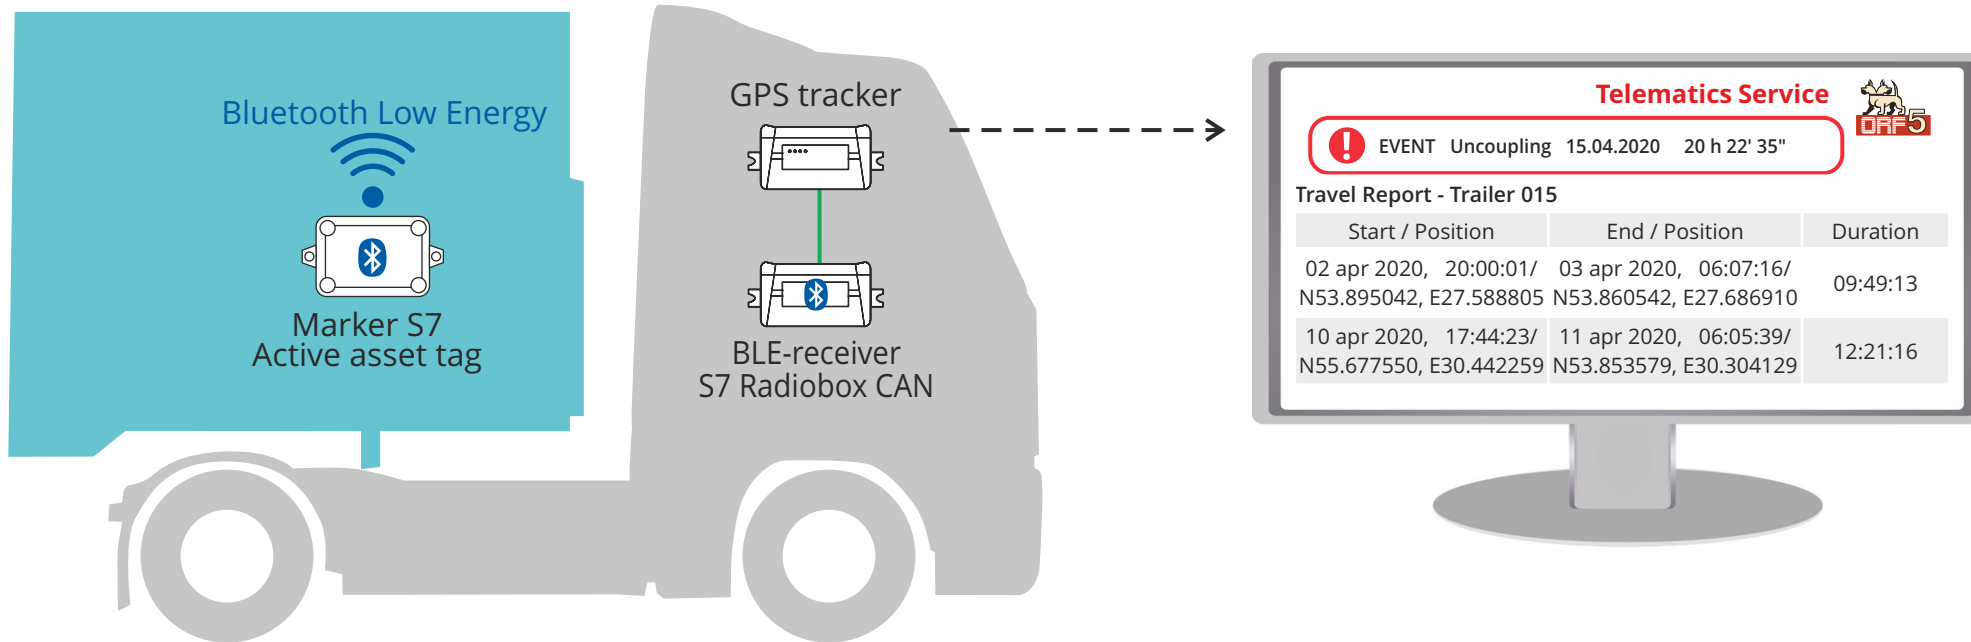 Bluetooth Low Energy
Marker S7
Active asset tag
GPS tracker
BLE-receiver
S7 Radiobox CAN
Telematics Service
ORF5
! EVENT Uncoupling 15.04.2020 20 h 22' 35"
Travel Report - Trailer 015
Start / Position End / Position Duration
02 apr 2020, 20:00:01/ 03 apr 2020, 06:07:16/
N53.895042, E27.588805 N53.860542, E27.686910 09:49:13
10 apr 2020, 17:44:23/ 11 apr 2020, 06:05:39/
N55.677550, E30.442259 N53.853579, E30.304129 12:21:16